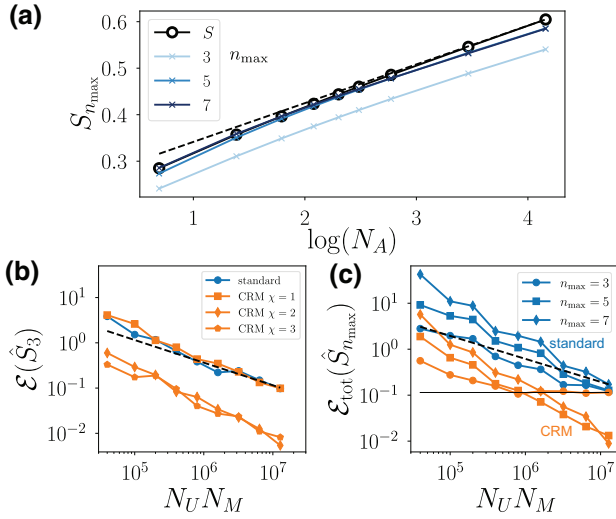 (a)
S
3
5
7
n_max
0.6
0.5
0.4
0.3
S_{n_max}
1
2
3
4
log(N_A)
(b)
standard
CRM χ = 1
CRM χ = 2
CRM χ = 3
10^1
10^0
10^{-1}
10^{-2}
ℰ(Ŝ_3)
10^5
10^6
10^7
N_U N_M
(c)
n_max = 3
n_max = 5
n_max = 7
standard
CRM
10^1
10^0
10^{-1}
10^{-2}
ℰ_tot(Ŝ_{n_max})
10^5
10^6
10^7
N_U N_M